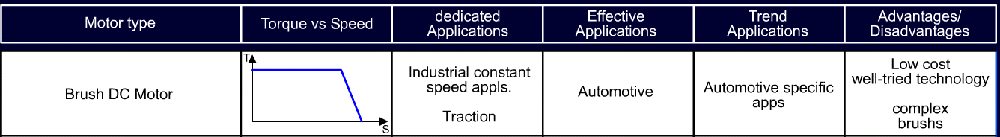 Motor type
Torque vs Speed
dedicated
Applications
Effective
Applications
Trend
Applications
Advantages/
Disadvantages
Brush DC Motor
T
S
Industrial constant
speed appls.
Traction
Automotive
Automotive specific
apps
Low cost
well-tried technology
complex
brushs